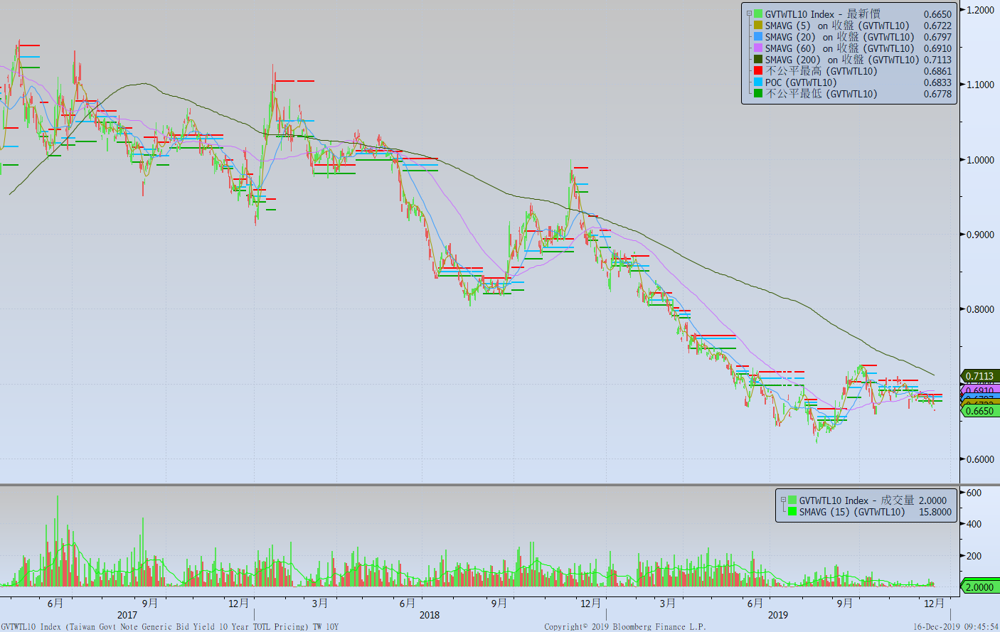 GVTWTL10 Index - 最新價 0.6650
SMAVG (5) on 收盤 (GVTWTL10) 0.6722
SMAVG (20) on 收盤 (GVTWTL10) 0.6797
SMAVG (60) on 收盤 (GVTWTL10) 0.6910
SMAVG (200) on 收盤 (GVTWTL10) 0.7113
不公平最高 (GVTWTL10) 0.6861
POC (GVTWTL10) 0.6833
不公平最低 (GVTWTL10) 0.6778
1.2000
1.1000
1.0000
0.9000
0.8000
0.7113
0.6910
0.6650
0.6000
GVTWTL10 Index - 成交量 2.0000
SMAVG (15) (GVTWTL10) 15.8000
600
400
200
2.0000
6月 9月 12月 3月 6月 9月 12月 3月 6月 9月 12月
2017 2018 2019
GVTWTL10 Index (Taiwan Govt Note Generic Bid Yield 10 Year TOTL Pricing) TW 10Y Copyright© 2019 Bloomberg Finance L.P. 16-Dec-2019 09:45:54